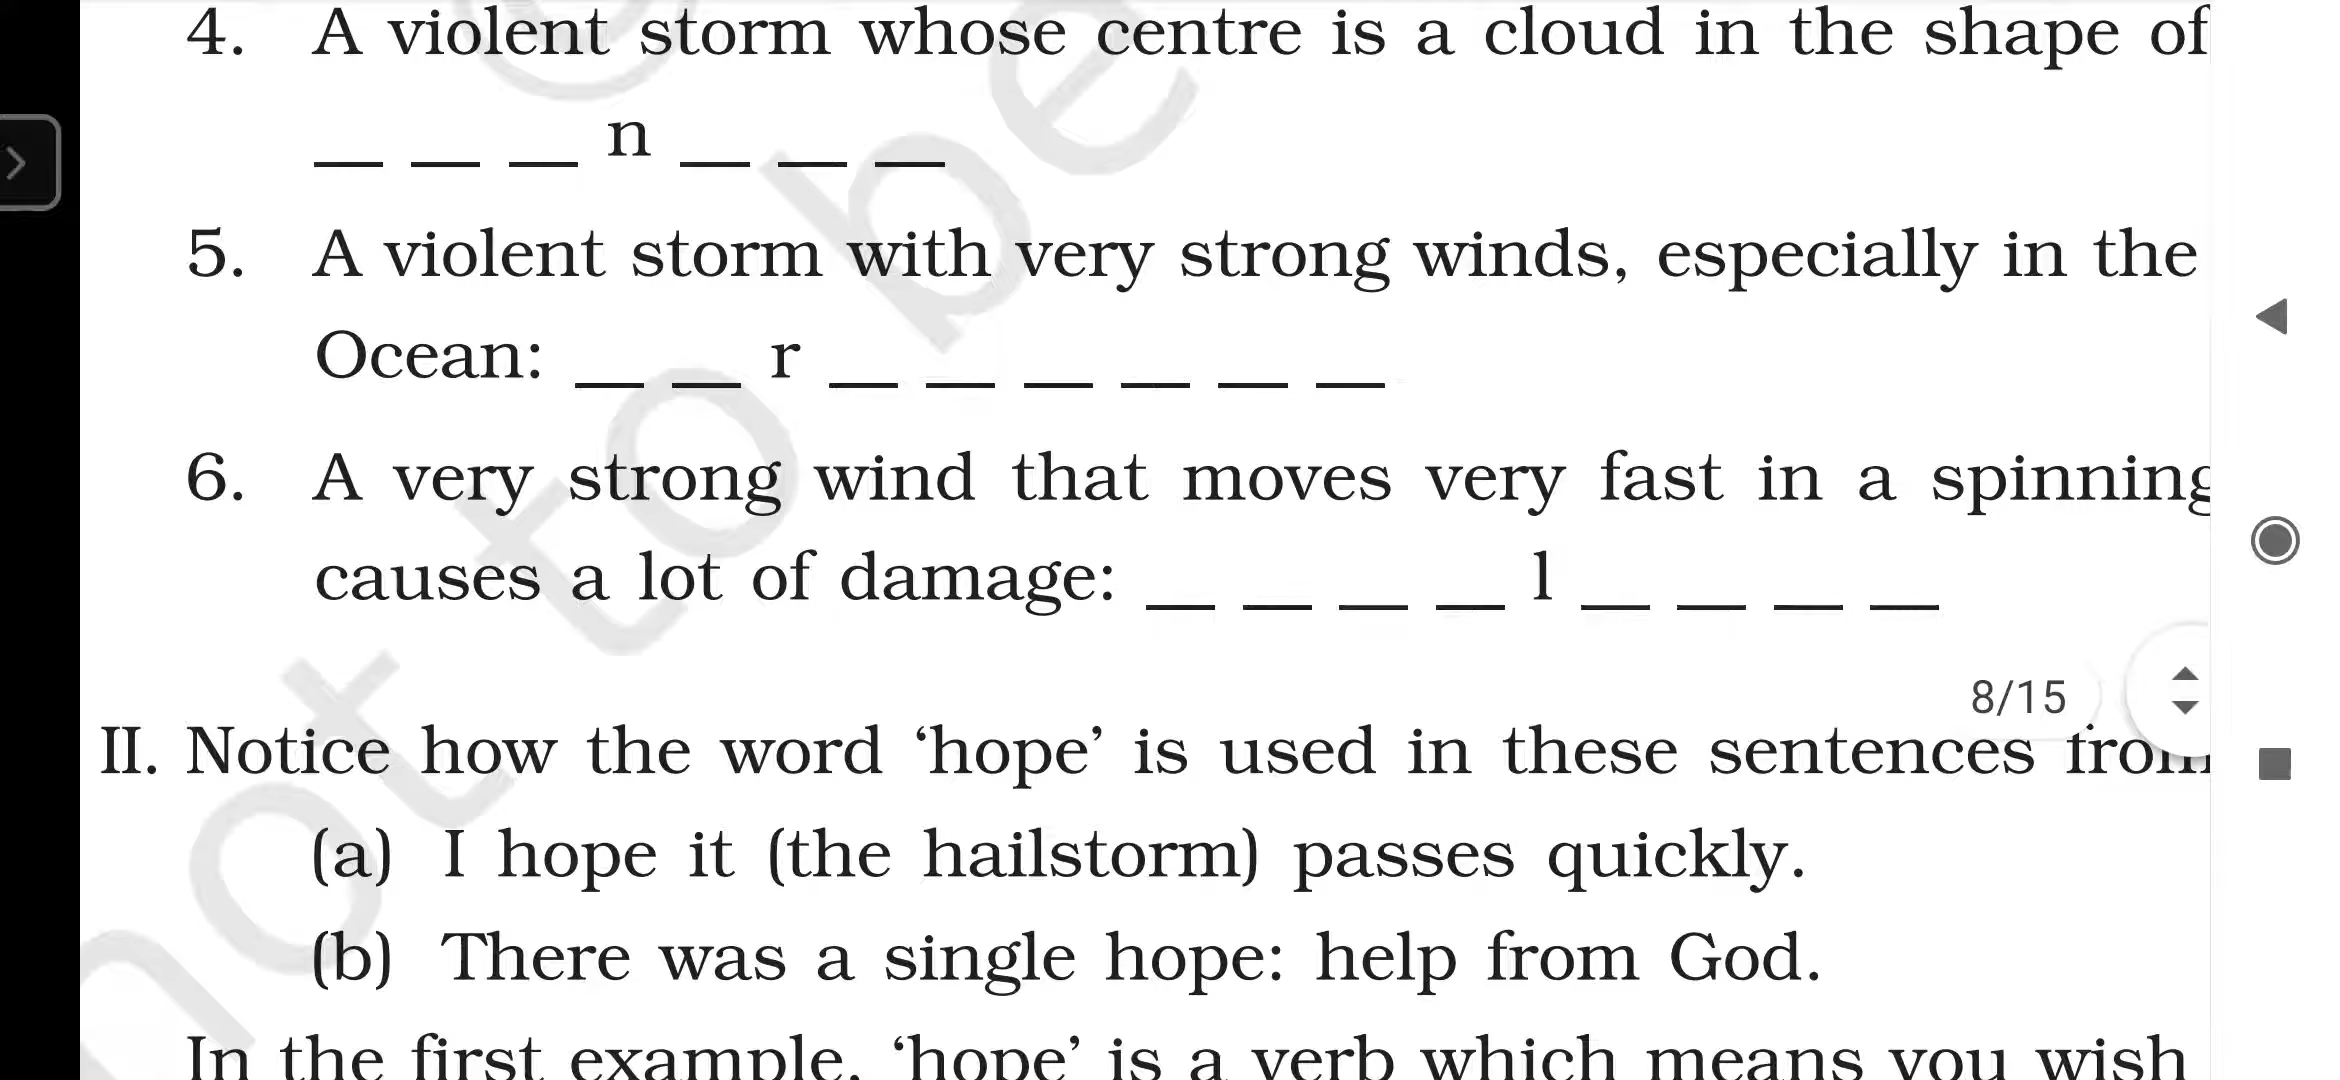 4. A violent storm whose centre is a cloud in the shape of
_ _ _ n _ _ _
5. A violent storm with very strong winds, especially in the
Ocean: _ _ r _ _ _ _ _ _
6. A very strong wind that moves very fast in a spinning
causes a lot of damage: _ _ _ _ l _ _ _ _
8/15
II. Notice how the word ‘hope’ is used in these sentences from
(a) I hope it (the hailstorm) passes quickly.
(b) There was a single hope: help from God.
In the first example, ‘hope’ is a verb which means you wish
not to be